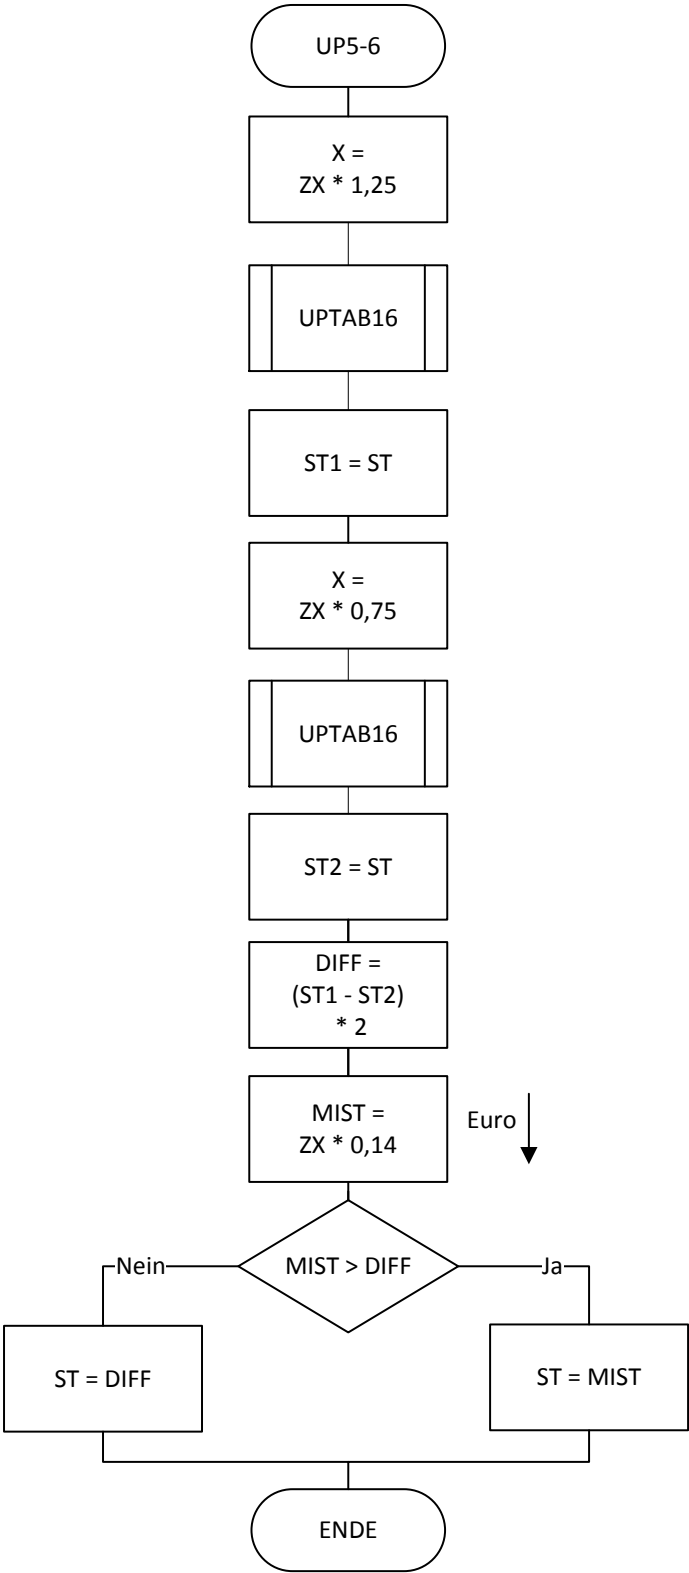 UP5-6
X =
ZX * 1,25
UPTAB16
ST1 = ST
X =
ZX * 0,75
UPTAB16
ST2 = ST
DIFF =
(ST1 - ST2)
* 2
MIST =
ZX * 0,14
Euro
MIST > DIFF
Nein
Ja
ST = DIFF
ST = MIST
ENDE